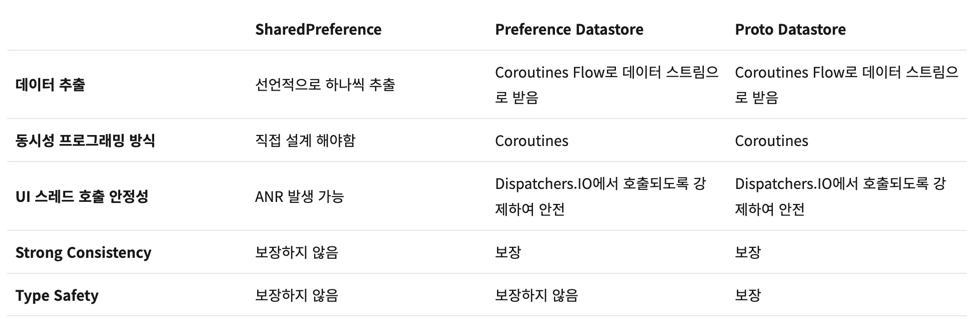 SharedPreference Preference Datastore Proto Datastore
데이터 추출 선언적으로 하나씩 추출 Coroutines Flow로 데이터 스트림으 Coroutines Flow로 데이터 스트림으
로 받음 로 받음
동시성 프로그래밍 방식 직접 설계 해야함 Coroutines Coroutines
UI 스레드 호출 안정성 ANR 발생 가능 Dispatchers.IO에서 호출되도록 강 Dispatchers.IO에서 호출되도록 강
제하여 안전 제하여 안전
Strong Consistency 보장하지 않음 보장 보장
Type Safety 보장하지 않음 보장하지 않음 보장